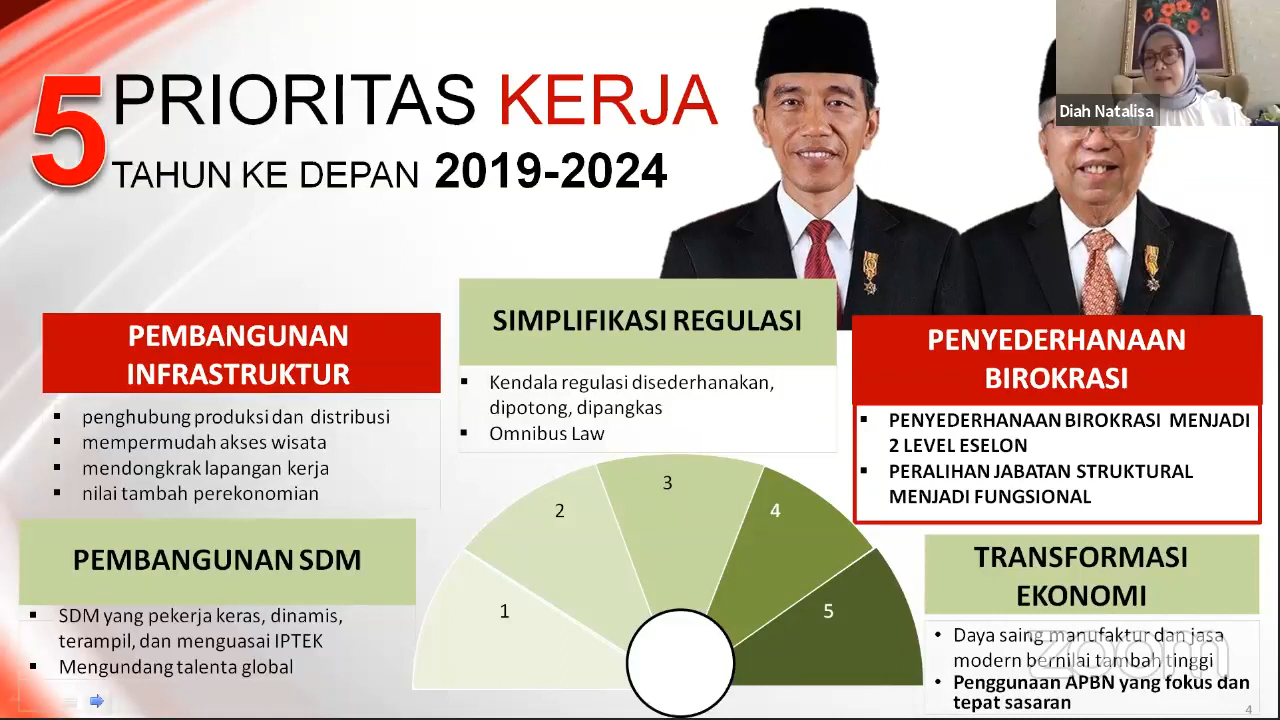 5 PRIORITAS KERJA
TAHUN KE DEPAN 2019-2024
Diah Natalisa
PEMBANGUNAN
INFRASTRUKTUR
▪ penghubung produksi dan distribusi
▪ mempermudah akses wisata
▪ mendongkrak lapangan kerja
▪ nilai tambah perekonomian
SIMPLIFIKASI REGULASI
▪ Kendala regulasi disederhanakan,
dipotong, dipangkas
▪ Omnibus Law
PENYEDERHANAAN
BIROKRASI
▪ PENYEDERHANAAN BIROKRASI MENJADI
2 LEVEL ESELON
▪ PERALIHAN JABATAN STRUKTURAL
MENJADI FUNGSIONAL
PEMBANGUNAN SDM
▪ SDM yang pekerja keras, dinamis,
terampil, dan menguasai IPTEK
▪ Mengundang talenta global
1
2
3
4
5
TRANSFORMASI
EKONOMI
• Daya saing manufaktur dan jasa
modern bernilai tambah tinggi
• Penggunaan APBN yang fokus dan
tepat sasaran
zoom
4